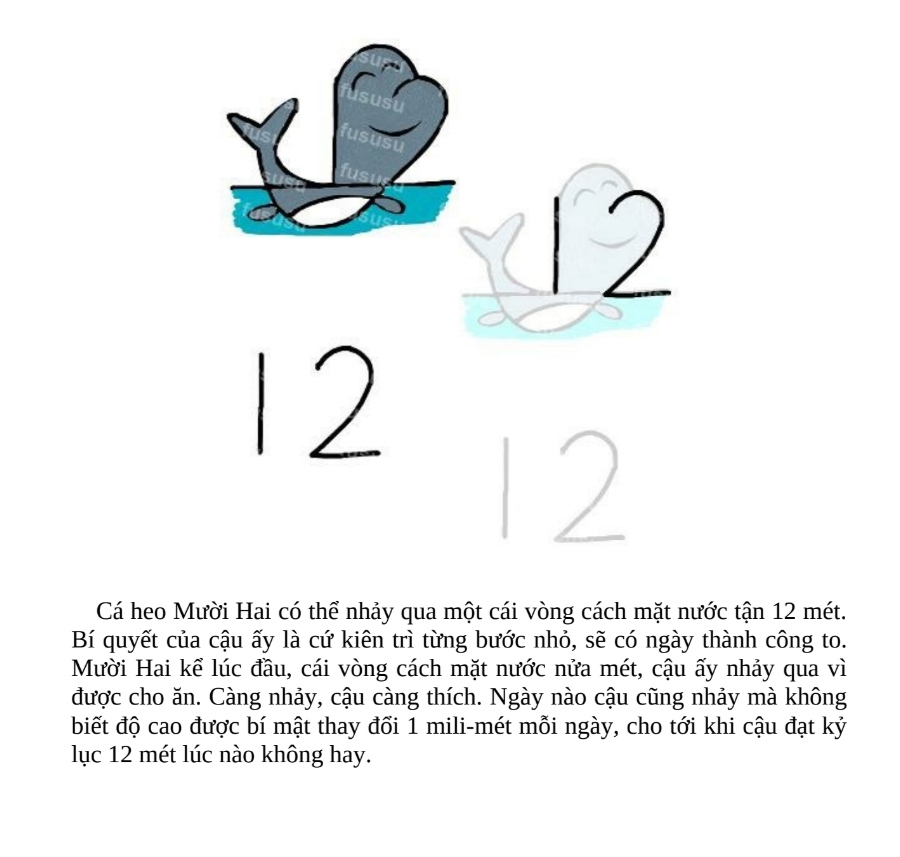 fususu
fususu
fususu
fususu
12
12
12
Cá heo Mười Hai có thể nhảy qua một cái vòng cách mặt nước tận 12 mét.
Bí quyết của cậu ấy là cứ kiên trì từng bước nhỏ, sẽ có ngày thành công to.
Mười Hai kể lúc đầu, cái vòng cách mặt nước nửa mét, cậu ấy nhảy qua vì
được cho ăn. Càng nhảy, cậu càng thích. Ngày nào cậu cũng nhảy mà không
biết độ cao được bí mật thay đổi 1 mili-mét mỗi ngày, cho tới khi cậu đạt kỷ
lục 12 mét lúc nào không hay.